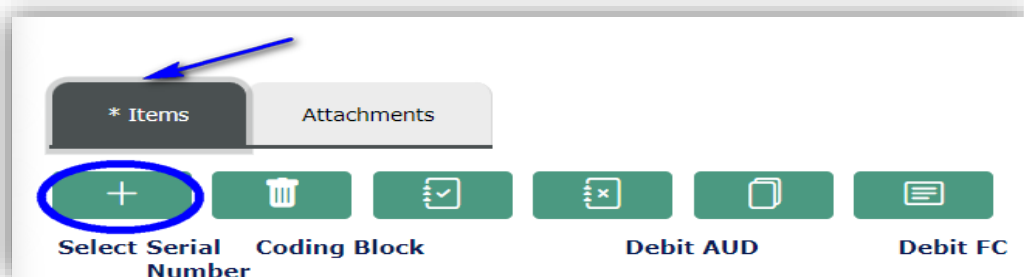 * Items Attachments
Select Serial Coding Block Debit AUD Debit FC
Number